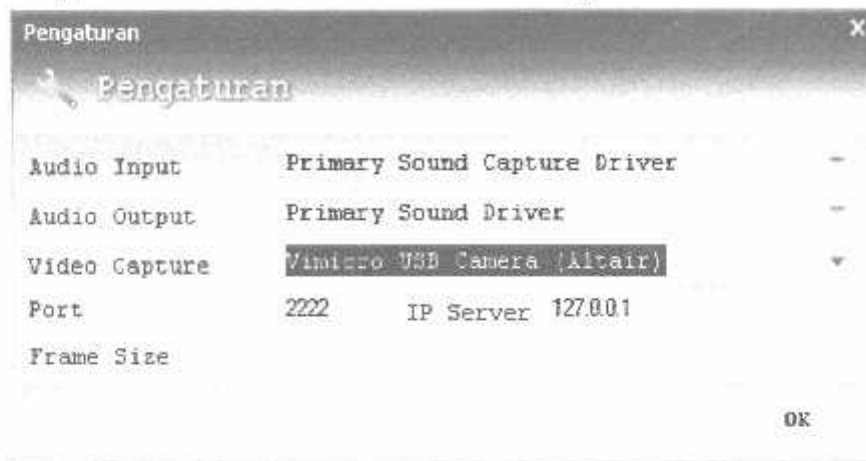 Pengaturan X
Pengaturan
Audio Input Primary Sound Capture Driver
Audio Output Primary Sound Driver
Video Capture Vimicro USB Camera (Altair)
Port 2222 IP Server 127.0.0.1
Frame Size
OK